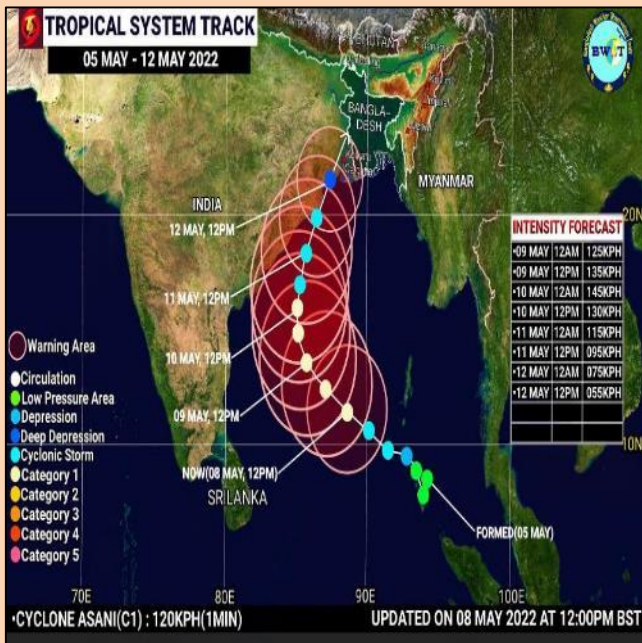 TROPICAL SYSTEM TRACK
05 MAY - 12 MAY 2022
BWOT
BHUTAN
BANGLA-
DESH
INDIA
MYANMAR
20N
12 MAY, 12PM
11 MAY, 12PM
10 MAY, 12PM
09 MAY, 12PM
NOW(08 MAY, 12PM)
FORMED(05 MAY)
10N
SRILANKA
INTENSITY FORECAST
•09 MAY 12AM 125KPH
•09 MAY 12PM 135KPH
•10 MAY 12AM 145KPH
•10 MAY 12PM 130KPH
•11 MAY 12AM 115KPH
•11 MAY 12PM 095KPH
•12 MAY 12AM 075KPH
•12 MAY 12PM 055KPH
Warning Area
Circulation
Low Pressure Area
Depression
Deep Depression
Cyclonic Storm
Category 1
Category 2
Category 3
Category 4
Category 5
70E
80E
90E
100E
•CYCLONE ASANI(C1) : 120KPH(1MIN)
UPDATED ON 08 MAY 2022 AT 12:00PM BST